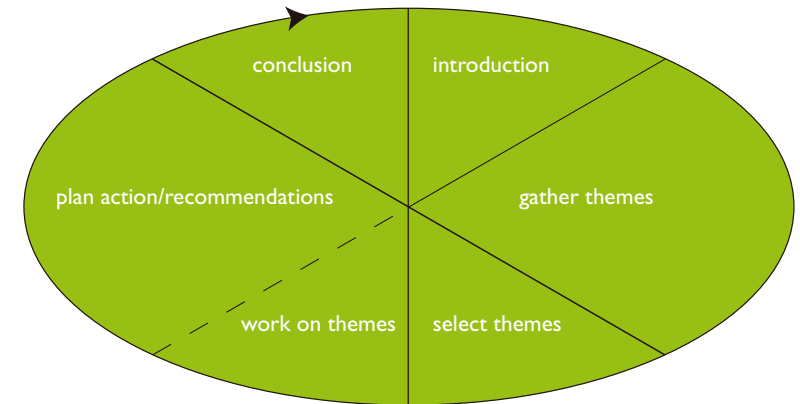 conclusion
introduction
plan action/recommendations
gather themes
work on themes
select themes